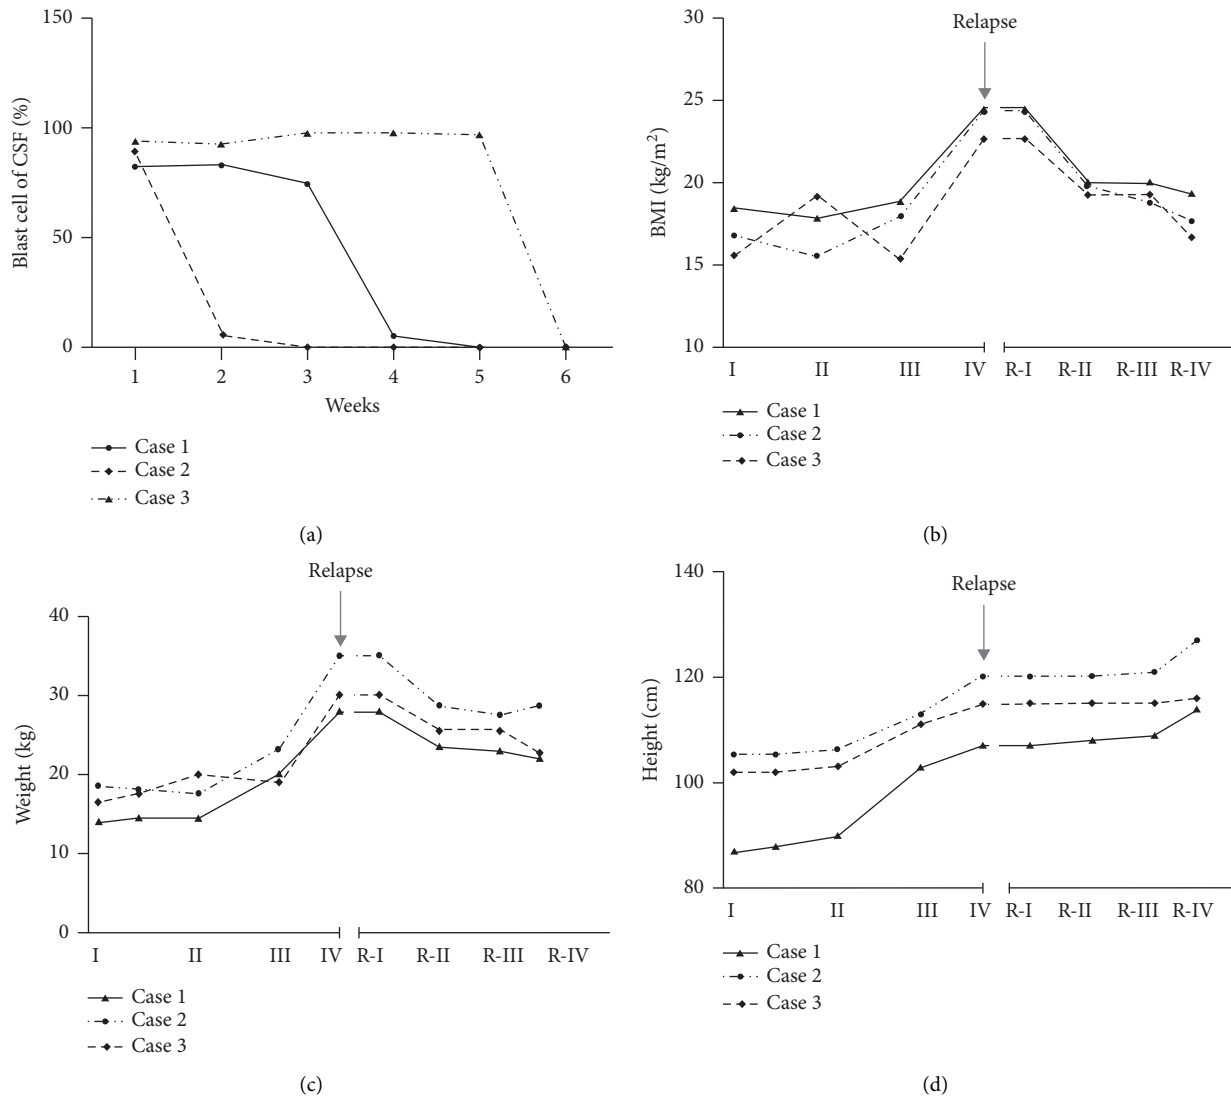 150
100
50
0
Blast cell of CSF (%)
1 2 3 4 5 6
Weeks
Case 1
Case 2
Case 3
(a)
Relapse
30
25
20
15
10
BMI (kg/m²)
I II III IV R-I R-II R-III R-IV
Case 1
Case 2
Case 3
(b)
Relapse
40
30
20
10
0
Weight (kg)
I II III IV R-I R-II R-III R-IV
Case 1
Case 2
Case 3
(c)
140
Relapse
120
100
80
Height (cm)
I II III IV R-I R-II R-III R-IV
Case 1
Case 2
Case 3
(d)